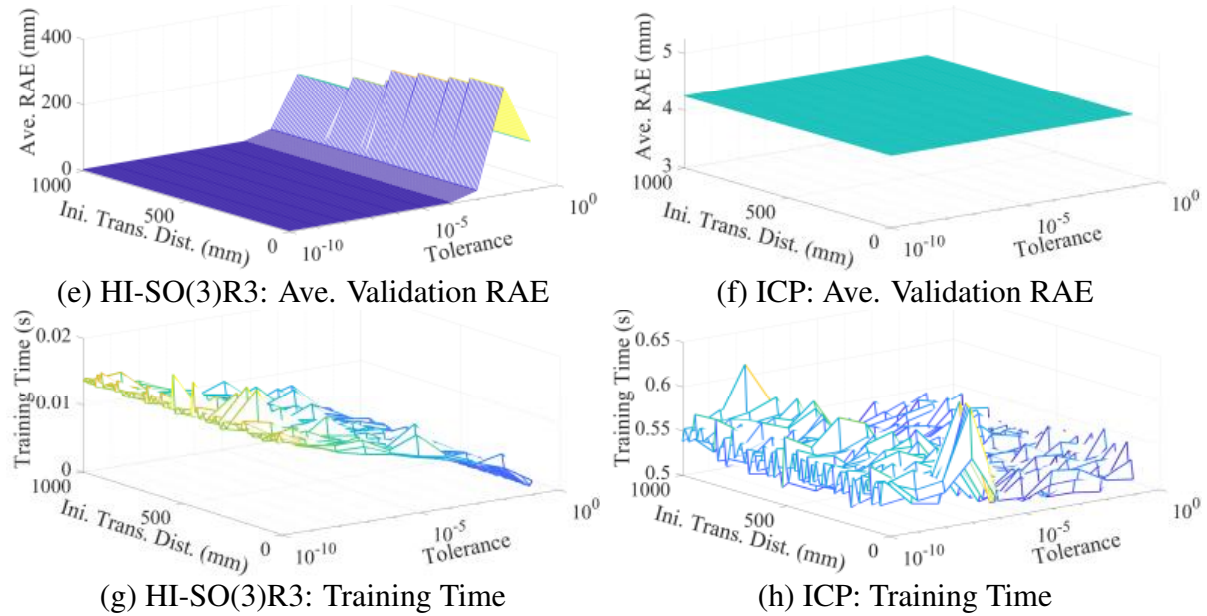 400
200
0
Ave. RAE (mm)
1000
500
0
Ini. Trans. Dist. (mm)
10^-10
10^-5
10^0
Tolerance
(e) HI-SO(3)R3: Ave. Validation RAE
5
4
3
Ave. RAE (mm)
1000
500
0
Ini. Trans. Dist. (mm)
10^-10
10^-5
10^0
Tolerance
(f) ICP: Ave. Validation RAE
0.02
0.01
0
Training Time (s)
1000
500
0
Ini. Trans. Dist. (mm)
10^-10
10^-5
10^0
Tolerance
(g) HI-SO(3)R3: Training Time
0.65
0.6
0.55
0.5
Training Time (s)
1000
500
0
Ini. Trans. Dist. (mm)
10^-10
10^-5
10^0
Tolerance
(h) ICP: Training Time